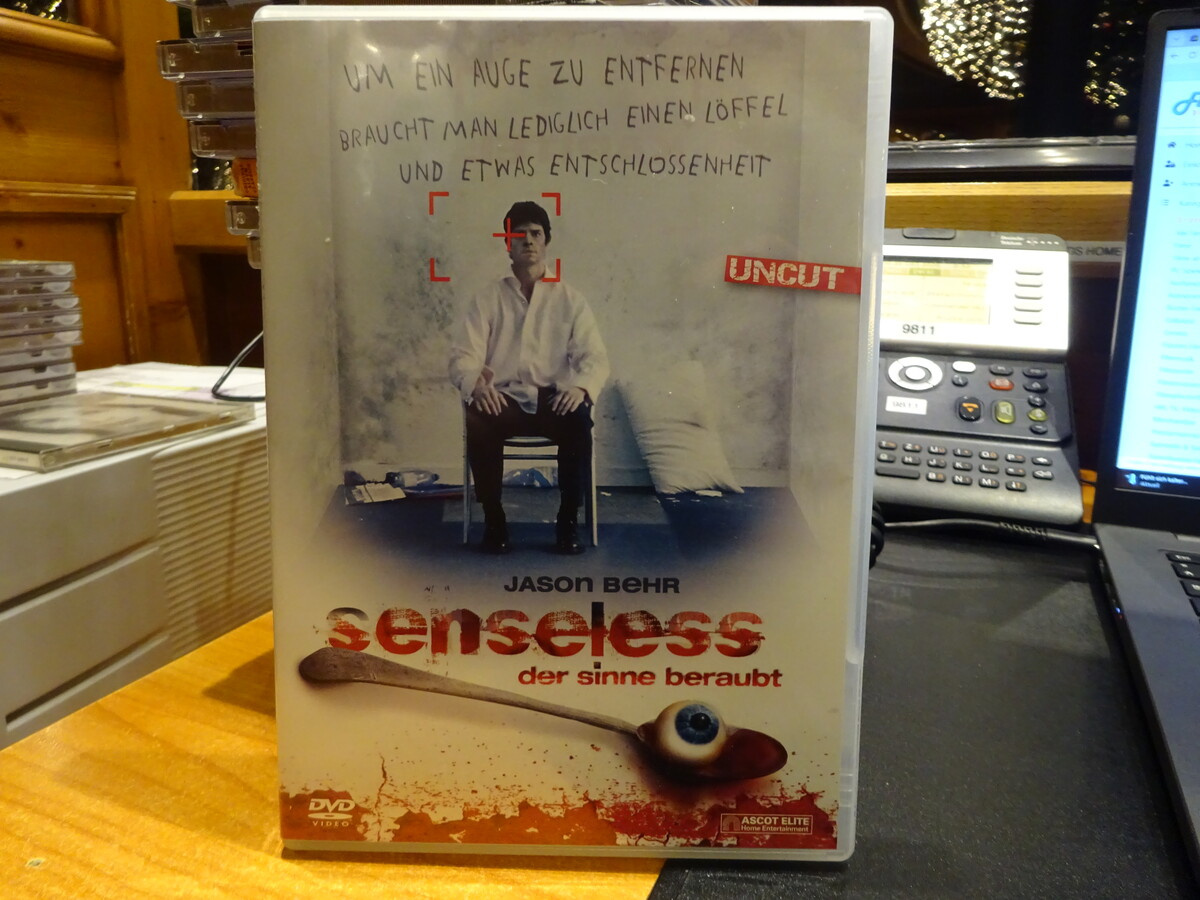 UM EIN AUGE ZU ENTFERNEN
BRAUCHT MAN LEDIGLICH EINEN LÖFFEL
UND ETWAS ENTSCHLOSSENHEIT
UNCUT
JASON BEHR
senseless
der sinne beraubt
DVD
VIDEO
ASCOT ELITE
Home Entertainment
9811